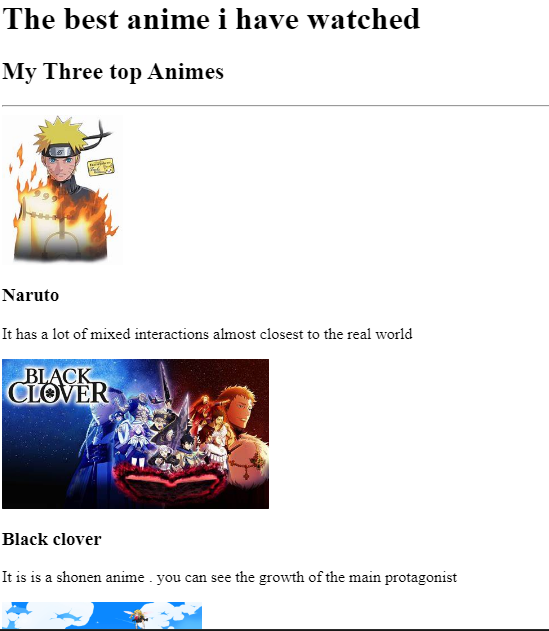 The best anime i have watched
My Three top Animes
Naruto
It has a lot of mixed interactions almost closest to the real world
BLACK
CLOVER
Black clover
It is is a shonen anime . you can see the growth of the main protagonist